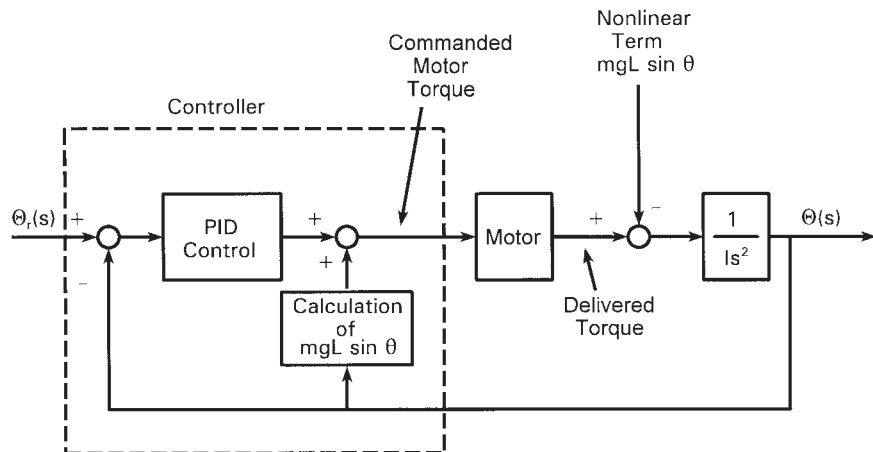 Commanded
Motor
Torque
Nonlinear
Term
mgL sin θ
Controller
Θr(s)
+
−
PID
Control
+
+
Calculation
of
mgL sin θ
Motor
+
−
Delivered
Torque
1
Is²
Θ(s)